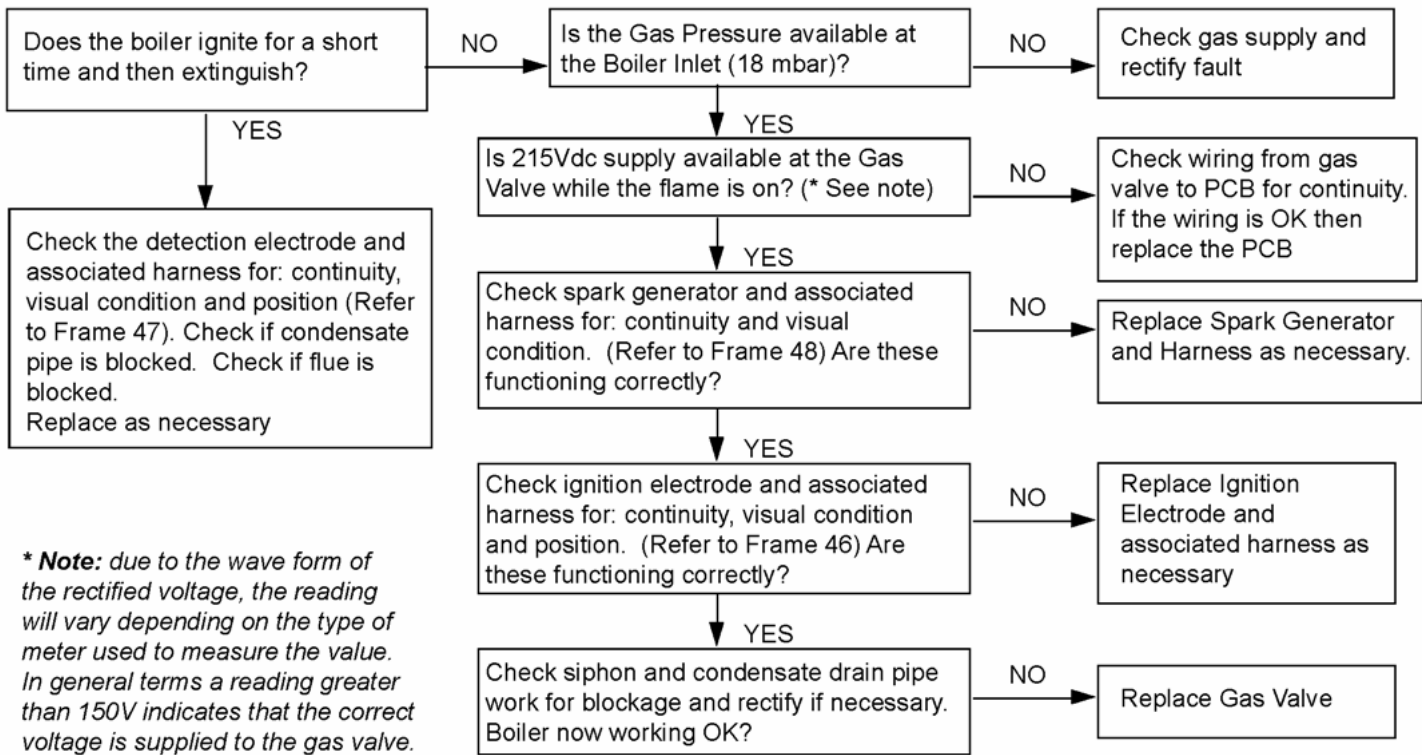 Does the boiler ignite for a short
time and then extinguish?
NO
Is the Gas Pressure available at
the Boiler Inlet (18 mbar)?
NO
Check gas supply and
rectify fault
YES
YES
Is 215Vdc supply available at the Gas
Valve while the flame is on? (* See note)
NO
Check wiring from gas
valve to PCB for continuity.
If the wiring is OK then
replace the PCB
Check the detection electrode and
associated harness for: continuity,
visual condition and position (Refer
to Frame 47). Check if condensate
pipe is blocked.  Check if flue is
blocked.
Replace as necessary
YES
Check spark generator and associated
harness for: continuity and visual
condition.  (Refer to Frame 48) Are these
functioning correctly?
NO
Replace Spark Generator
and Harness as necessary.
YES
Check ignition electrode and associated
harness for: continuity, visual condition
and position.  (Refer to Frame 46) Are
these functioning correctly?
NO
Replace Ignition
Electrode and
associated harness as
necessary
YES
Check siphon and condensate drain pipe
work for blockage and rectify if necessary.
Boiler now working OK?
NO
Replace Gas Valve
* Note: due to the wave form of
the rectified voltage, the reading
will vary depending on the type of
meter used to measure the value.
In general terms a reading greater
than 150V indicates that the correct
voltage is supplied to the gas valve.